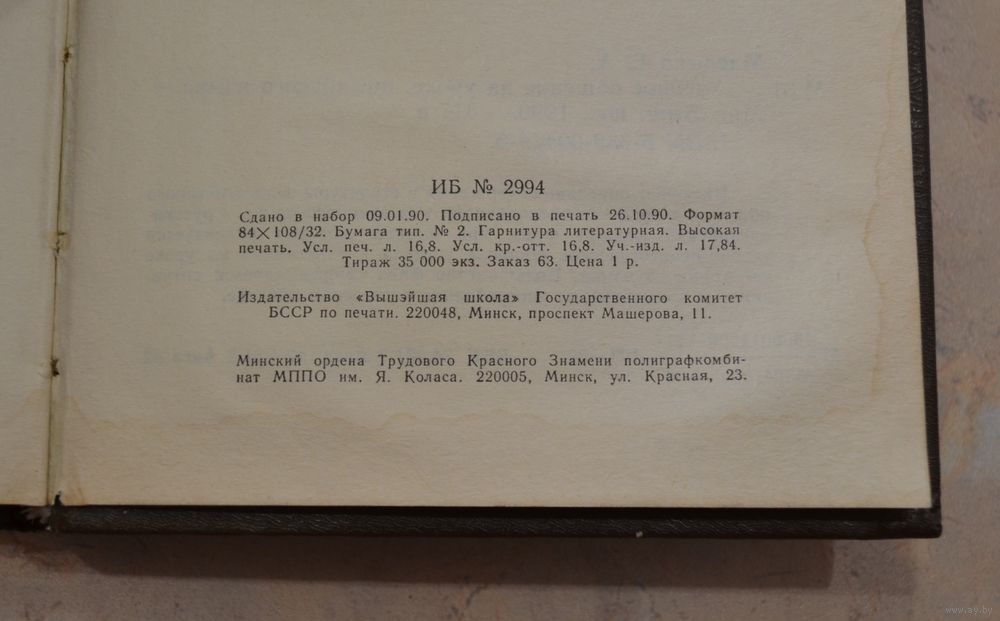 ИБ № 2994
Сдано в набор 09.01.90. Подписано в печать 26.10.90. Формат
84×108/32. Бумага тип. № 2. Гарнитура литературная. Высокая
печать. Усл. печ. л. 16,8. Усл. кр.-отт. 16,8. Уч.-изд. л. 17,84.
Тираж 35 000 экз. Заказ 63. Цена 1 р.
Издательство «Вышэйшая школа» Государственного комитет
БССР по печати. 220048, Минск, проспект Машерова, 11.
Минский ордена Трудового Красного Знамени полиграфкомби-
нат МППО им. Я. Коласа. 220005, Минск, ул. Красная, 23.
www.ay.by